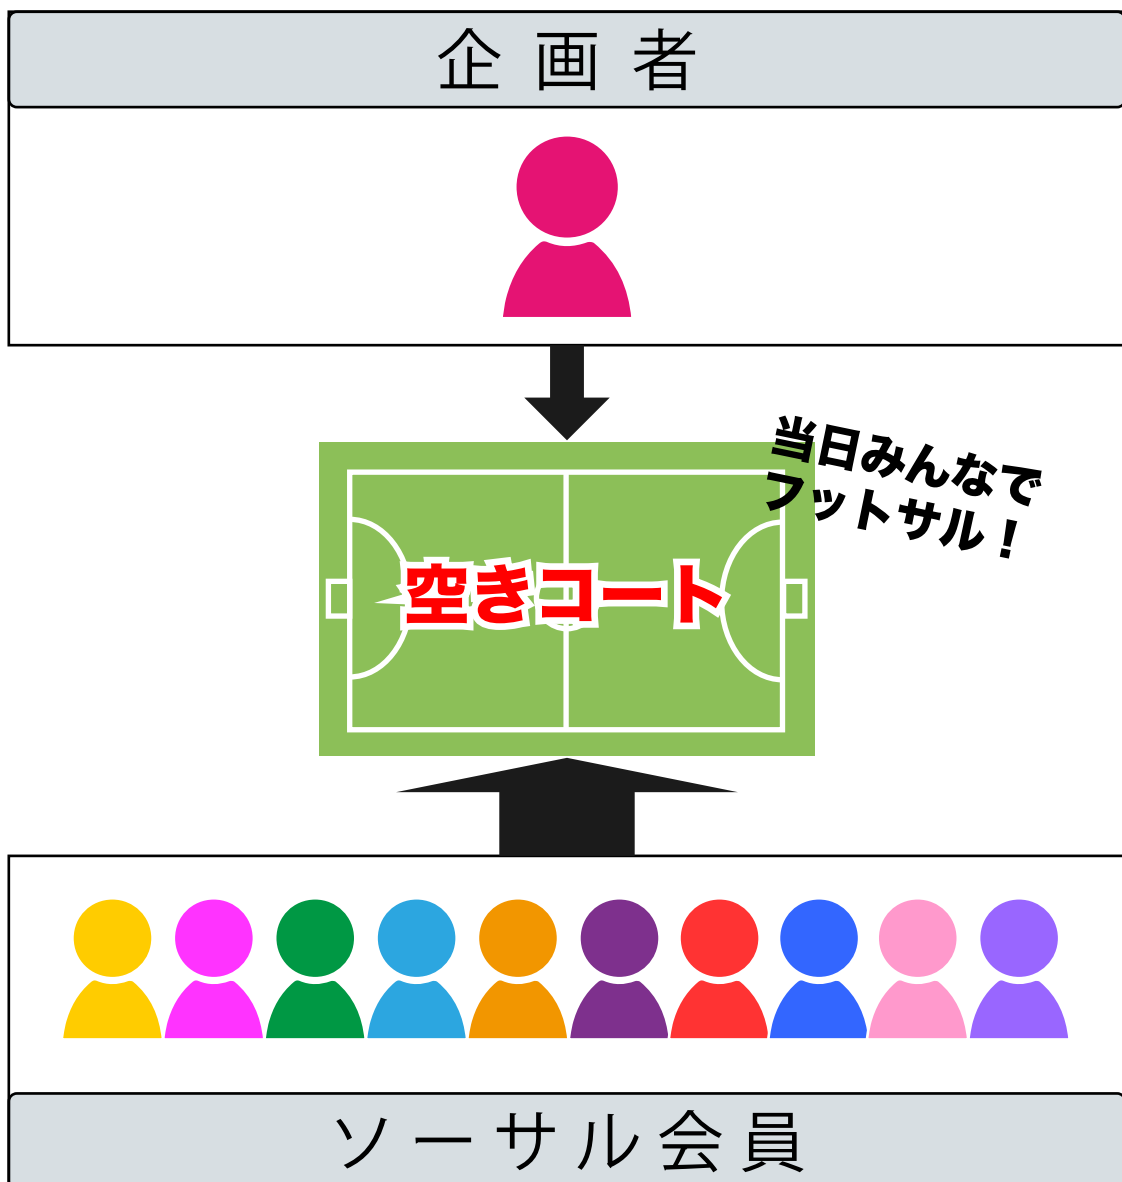 企画者
当日みんなで
フットサル！
空きコート
ソーサル会員